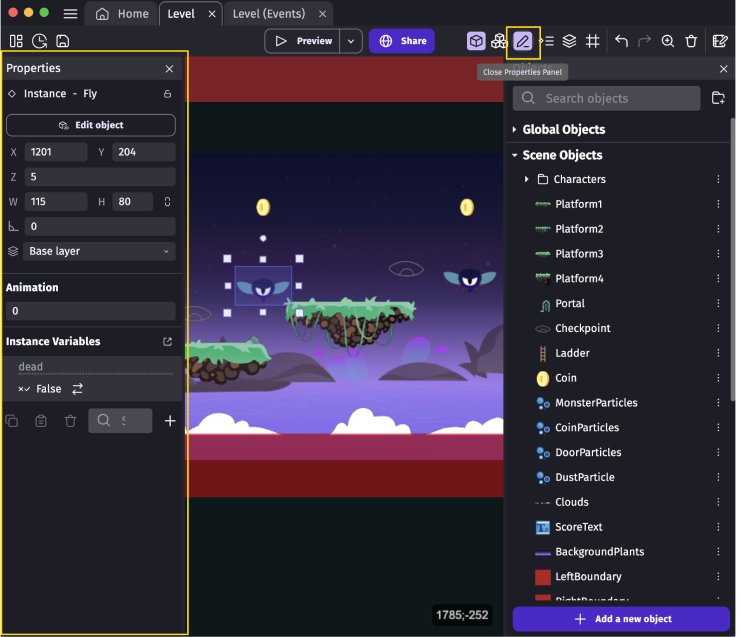 Home
Level
Level (Events)
Preview
Share
Close Properties Panel
Properties
Instance - Fly
Edit object
X 1201 Y 204
Z 5
W 115 H 80
0
Base layer
Animation
0
Instance Variables
dead
False
Search objects
Global Objects
Scene Objects
Characters
Platform1
Platform2
Platform3
Platform4
Portal
Checkpoint
Ladder
Coin
MonsterParticles
CoinParticles
DoorParticles
DustParticle
Clouds
ScoreText
BackgroundPlants
LeftBoundary
RightBoundary
Add a new object
1785;-252